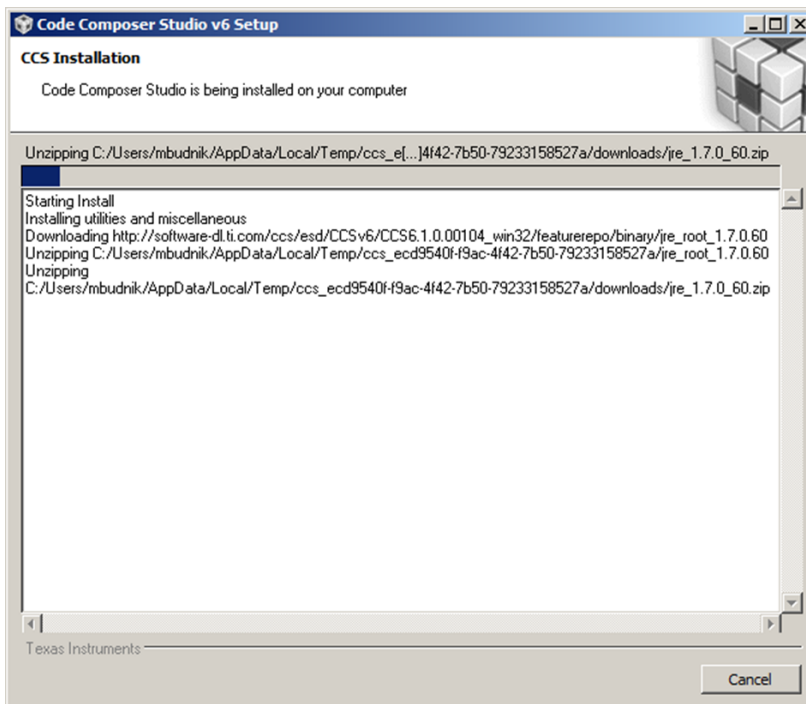 Code Composer Studio v6 Setup
CCS Installation
Code Composer Studio is being installed on your computer
Unzipping C:/Users/mbudnik/AppData/Local/Temp/ccs_e[...]4f42-7b50-79233158527a/downloads/jre_1.7.0_60.zip
Starting Install
Installing utilities and miscellaneous
Downloading http://software-dl.ti.com/ccs/esd/CCSv6/CCS6.1.0.00104_win32/featurerepo/binary/jre_root_1.7.0.60
Unzipping C:/Users/mbudnik/AppData/Local/Temp/ccs_ecd9540f-f9ac-4f42-7b50-79233158527a/jre_root_1.7.0.60
Unzipping
C:/Users/mbudnik/AppData/Local/Temp/ccs_ecd9540f-f9ac-4f42-7b50-79233158527a/downloads/jre_1.7.0_60.zip
Texas Instruments
Cancel